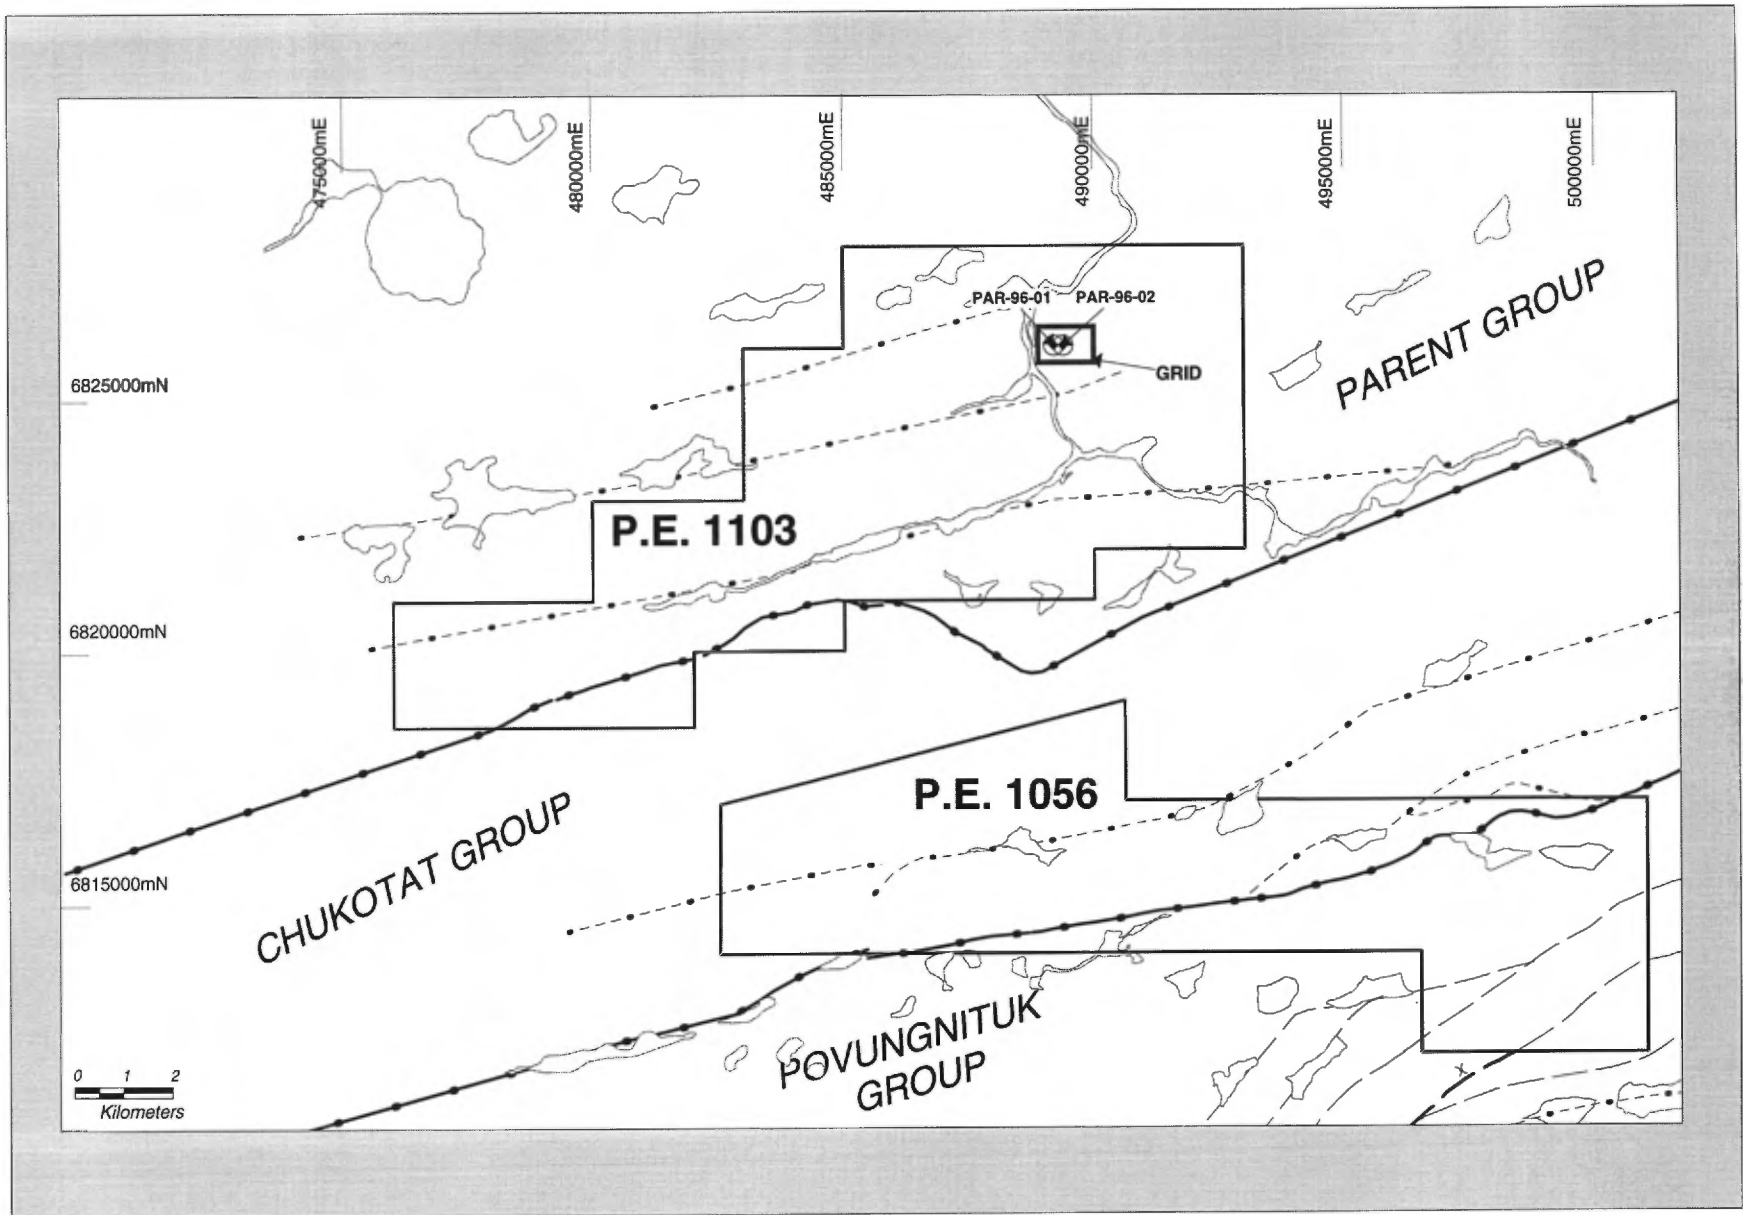 475000mE
480000mE
485000mE
490000mE
495000mE
500000mE
PAR-96-01
PAR-96-02
GRID
PARENT GROUP
6825000mN
P.E. 1103
6820000mN
P.E. 1056
CHUKOTAT GROUP
6815000mN
POVUNGNITUK
GROUP
0 1 2
Kilometers